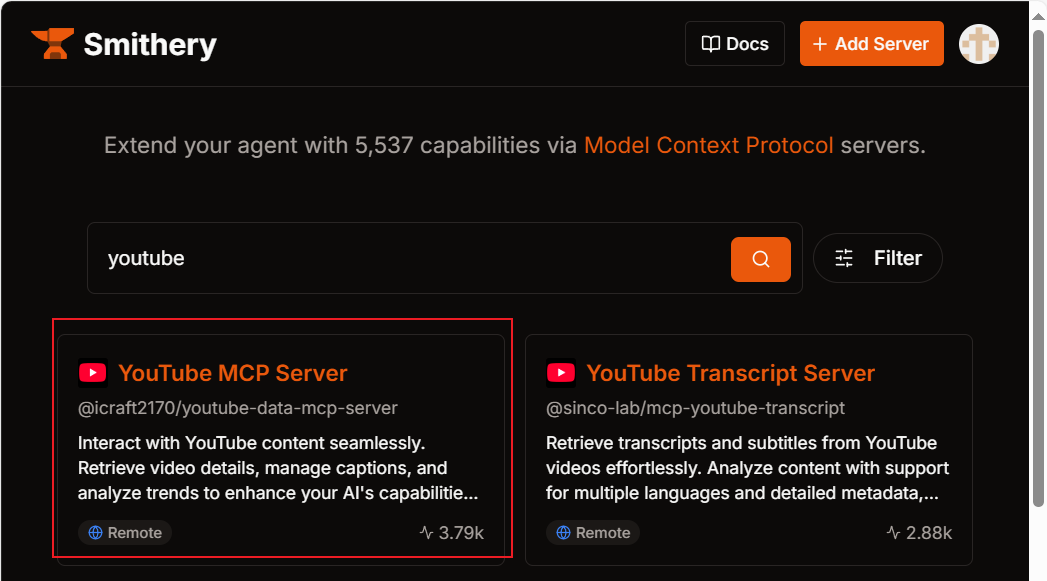 Smithery
Docs
+ Add Server
Extend your agent with 5,537 capabilities via Model Context Protocol servers.
youtube
Filter
YouTube MCP Server
@icraft2170/youtube-data-mcp-server
Interact with YouTube content seamlessly.
Retrieve video details, manage captions, and
analyze trends to enhance your AI's capabilitie...
Remote
3.79k
YouTube Transcript Server
@sinco-lab/mcp-youtube-transcript
Retrieve transcripts and subtitles from YouTube
videos effortlessly. Analyze content with support
for multiple languages and detailed metadata,...
Remote
2.88k